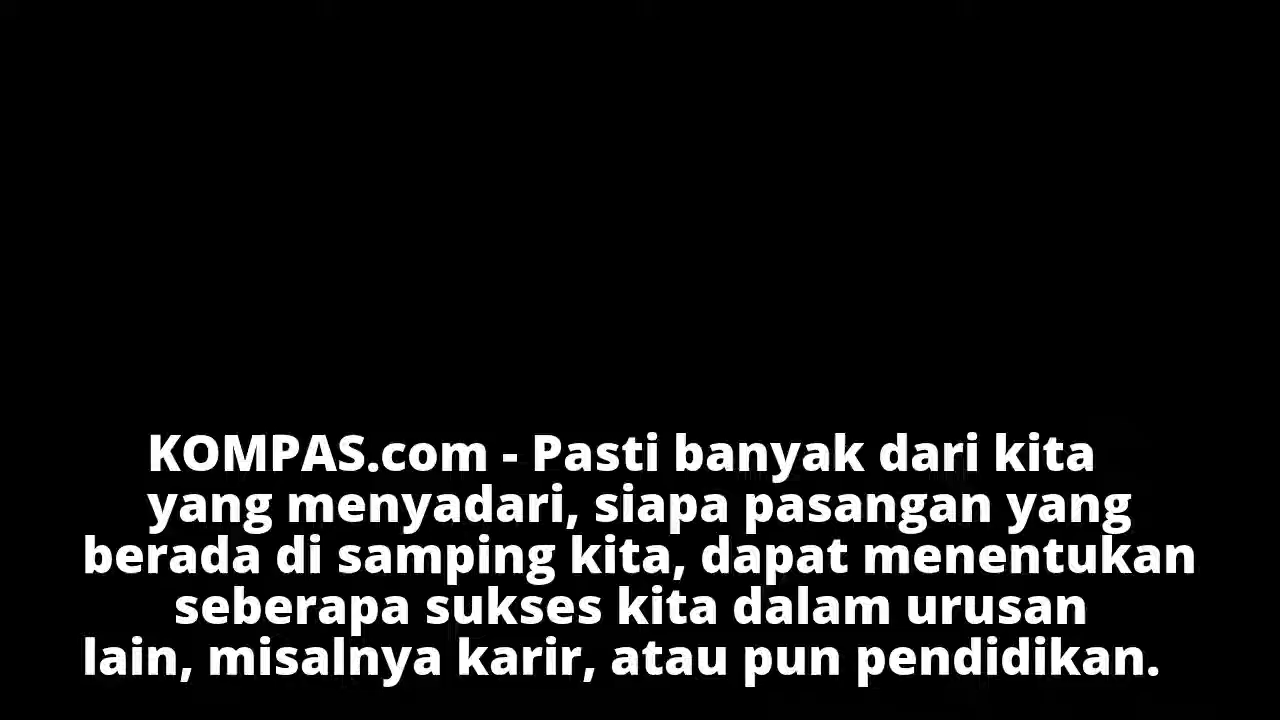 KOMPAS.com - Pasti banyak dari kita
yang menyadari, siapa pasangan yang
berada di samping kita, dapat menentukan
seberapa sukses kita dalam urusan
lain, misalnya karir, atau pun pendidikan.